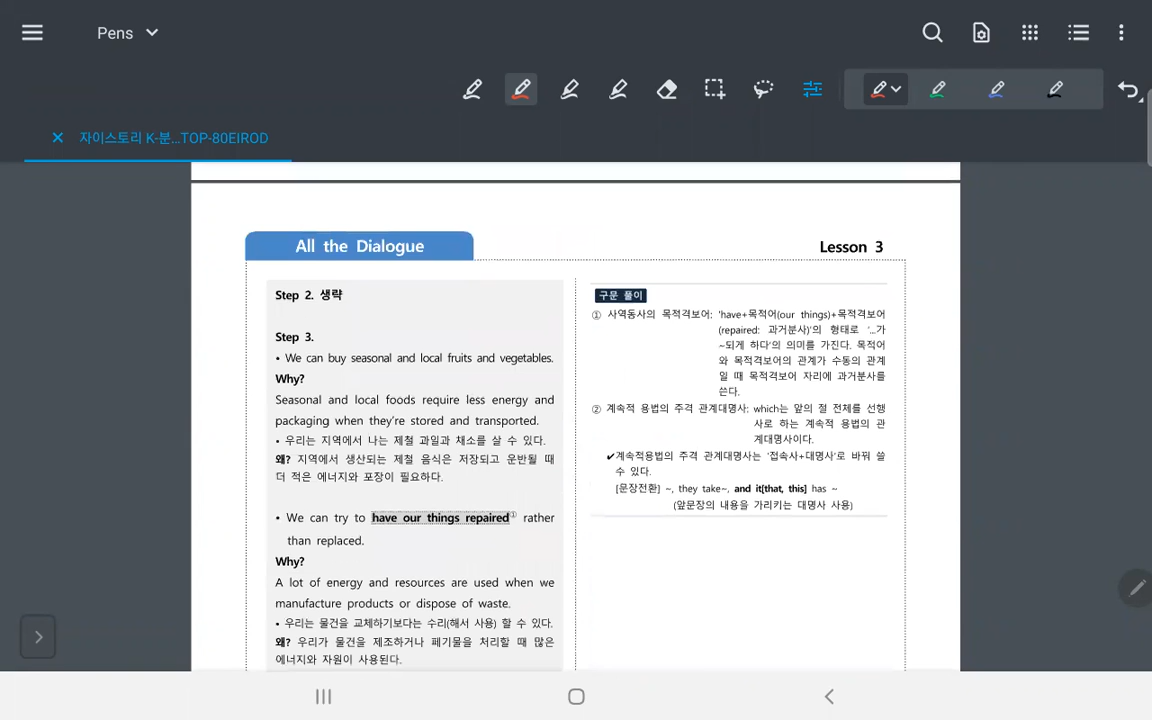 Pens
자이스토리 K-분...TOP-80EIROD
All the Dialogue
Lesson 3
Step 2. 생략
Step 3.
• We can buy seasonal and local fruits and vegetables.
Why?
Seasonal and local foods require less energy and
packaging when they're stored and transported.
• 우리는 지역에서 나는 제철 과일과 채소를 살 수 있다.
왜? 지역에서 생산되는 제철 음식은 저장되고 운반될 때
더 적은 에너지와 포장이 필요하다.
• We can try to have our things repaired① rather
than replaced.
Why?
A lot of energy and resources are used when we
manufacture products or dispose of waste.
• 우리는 물건을 교체하기보다는 수리(해서 사용) 할 수 있다.
왜? 우리가 물건을 제조하거나 폐기물을 처리할 때 많은
에너지와 자원이 사용된다.
구문 풀이
① 사역동사의 목적격보어: 'have+목적어(our things)+목적격보어
(repaired: 과거분사)'의 형태로 '...가
~되게 하다'의 의미를 가진다. 목적어
와 목적격보어의 관계가 수동의 관계
일 때 목적격보어 자리에 과거분사를
쓴다.
② 계속적 용법의 주격 관계대명사: which는 앞의 절 전체를 선행
사로 하는 계속적 용법의 관
계대명사이다.
✔계속적용법의 주격 관계대명사는 '접속사+대명사'로 바꿔 쓸
수 있다.
[문장전환] ~, they take~, and it[that, this] has ~
(앞문장의 내용을 가리키는 대명사 사용)